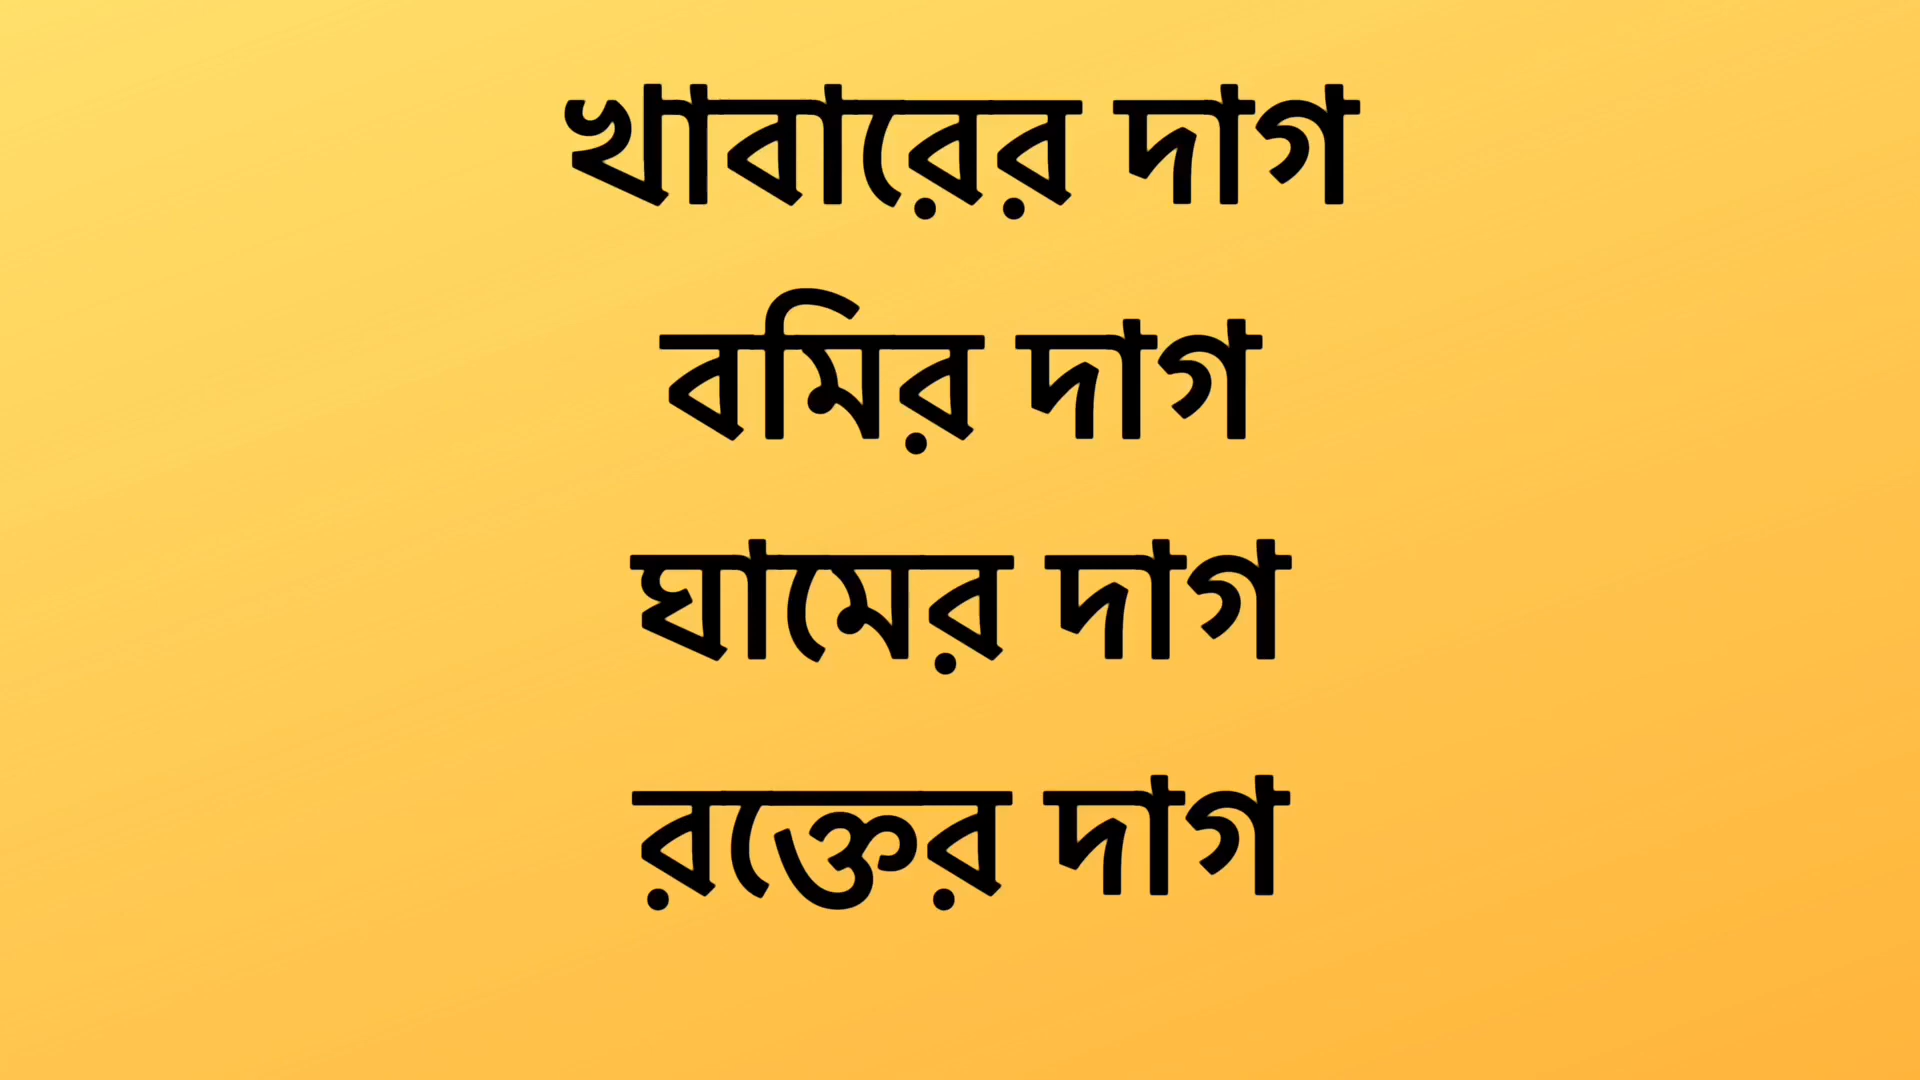 খাবারের দাগ
বমির দাগ
ঘামের দাগ
রক্তের দাগ